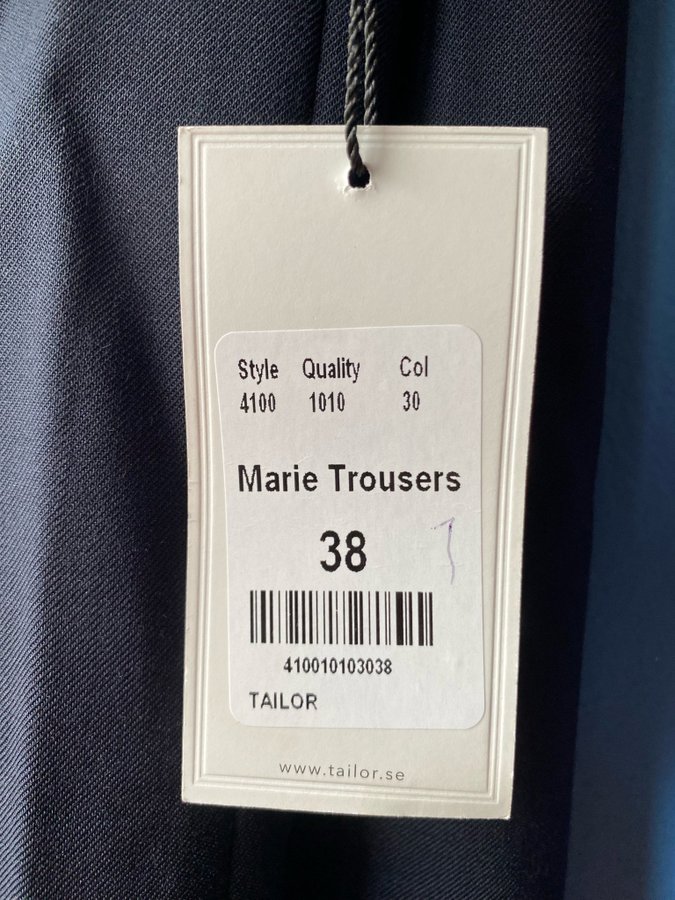 Style Quality Col
4100 1010 30
Marie Trousers
38
410010103038
TAILOR
www.tailor.se